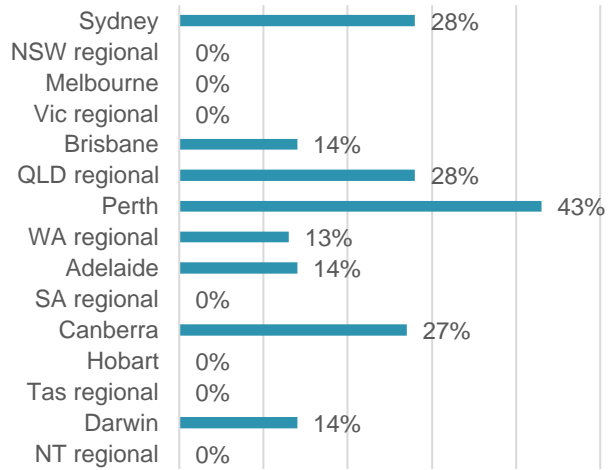 Sydney 28%
NSW regional 0%
Melbourne 0%
Vic regional 0%
Brisbane 14%
QLD regional 28%
Perth 43%
WA regional 13%
Adelaide 14%
SA regional 0%
Canberra 27%
Hobart 0%
Tas regional 0%
Darwin 14%
NT regional 0%